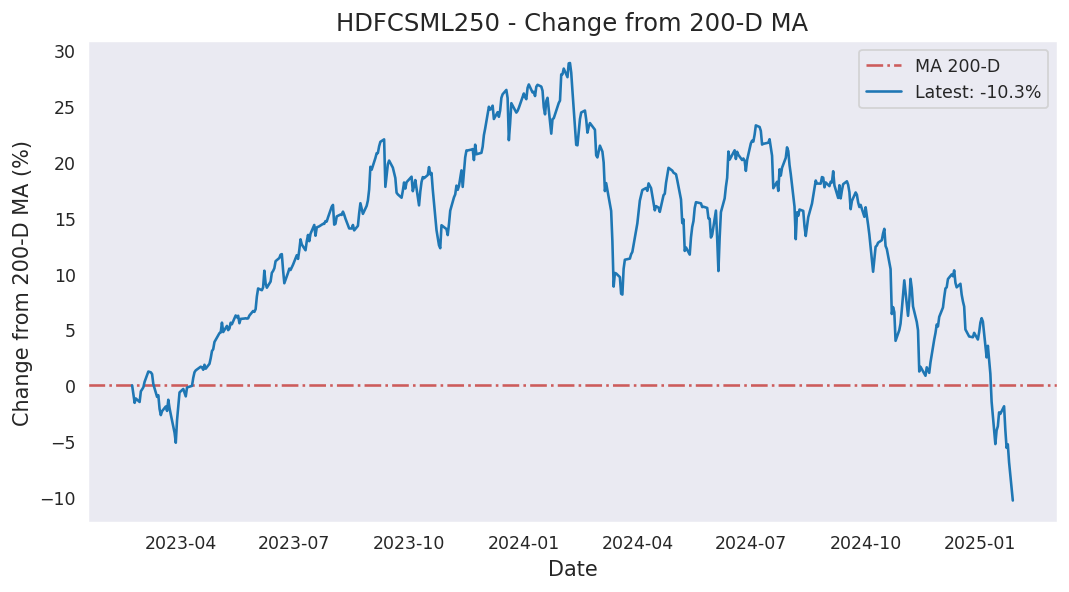 HDFCSML250 - Change from 200-D MA
Change from 200-D MA (%)
30
25
20
15
10
5
0
−5
−10
MA 200-D
Latest: -10.3%
2023-04 2023-07 2023-10 2024-01 2024-04 2024-07 2024-10 2025-01
Date